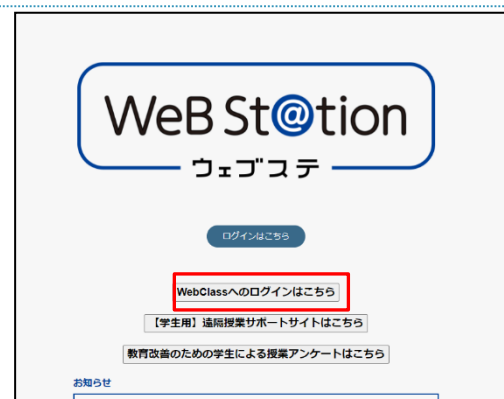 WeB St@tion
ウェブステ
ログインはこちら
WebClassへのログインはこちら
【学生用】遠隔授業サポートサイトはこちら
教育改善のための学生による授業アンケートはこちら
お知らせ